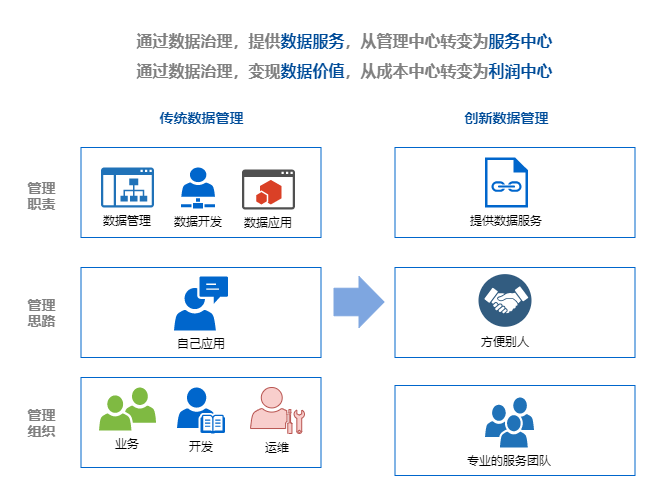 通过数据治理，提供数据服务，从管理中心转变为服务中心
通过数据治理，变现数据价值，从成本中心转变为利润中心
传统数据管理
创新数据管理
管理
职责
数据管理
数据开发
数据应用
提供数据服务
管理
思路
自己应用
方便别人
管理
组织
业务
开发
运维
专业的服务团队